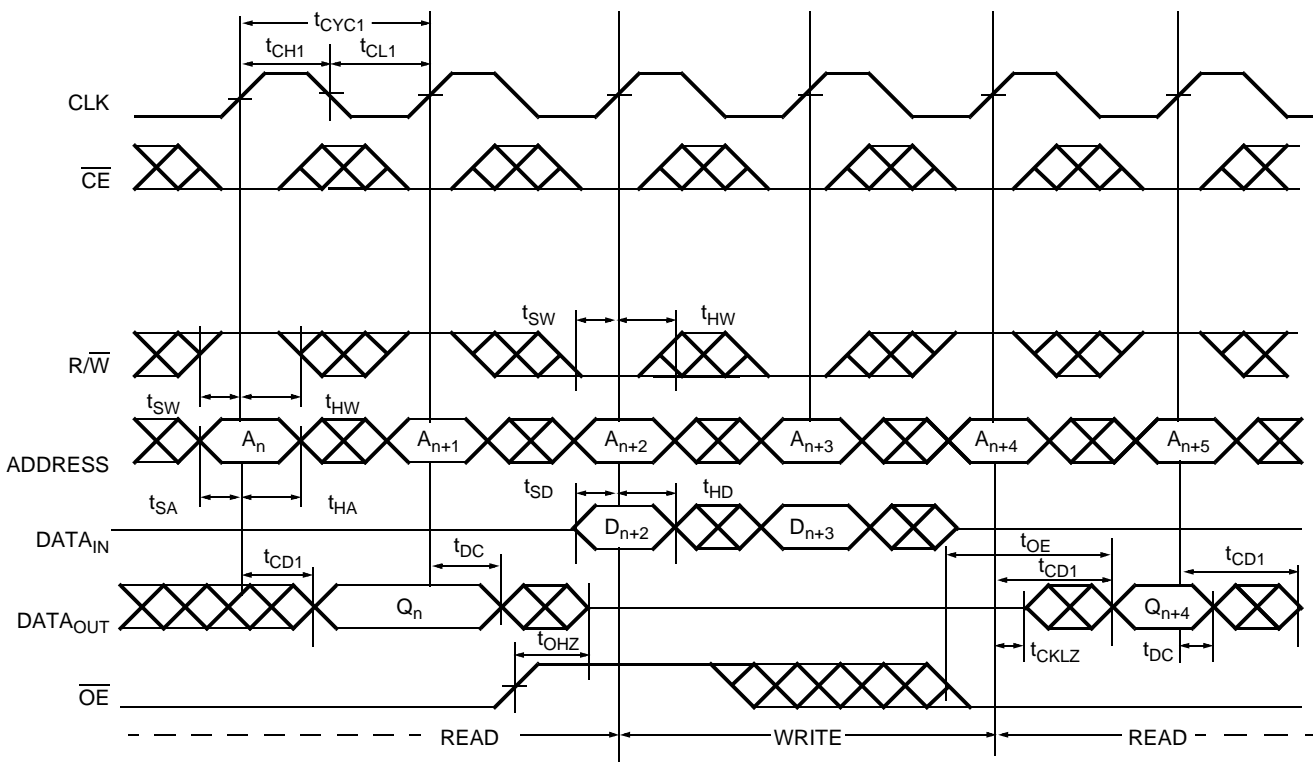 tCYC1
tCH1 tCL1
CLK
CE
tSW tHW
R/W
tSW tHW
An An+1 An+2 An+3 An+4 An+5
ADDRESS
tSA tHA tSD tHD
DATAIN Dn+2 Dn+3
tOE
tCD1 tDC tCD1 tCD1
DATAOUT Qn Qn+4
tOHZ tCKLZ tDC
OE
READ WRITE READ